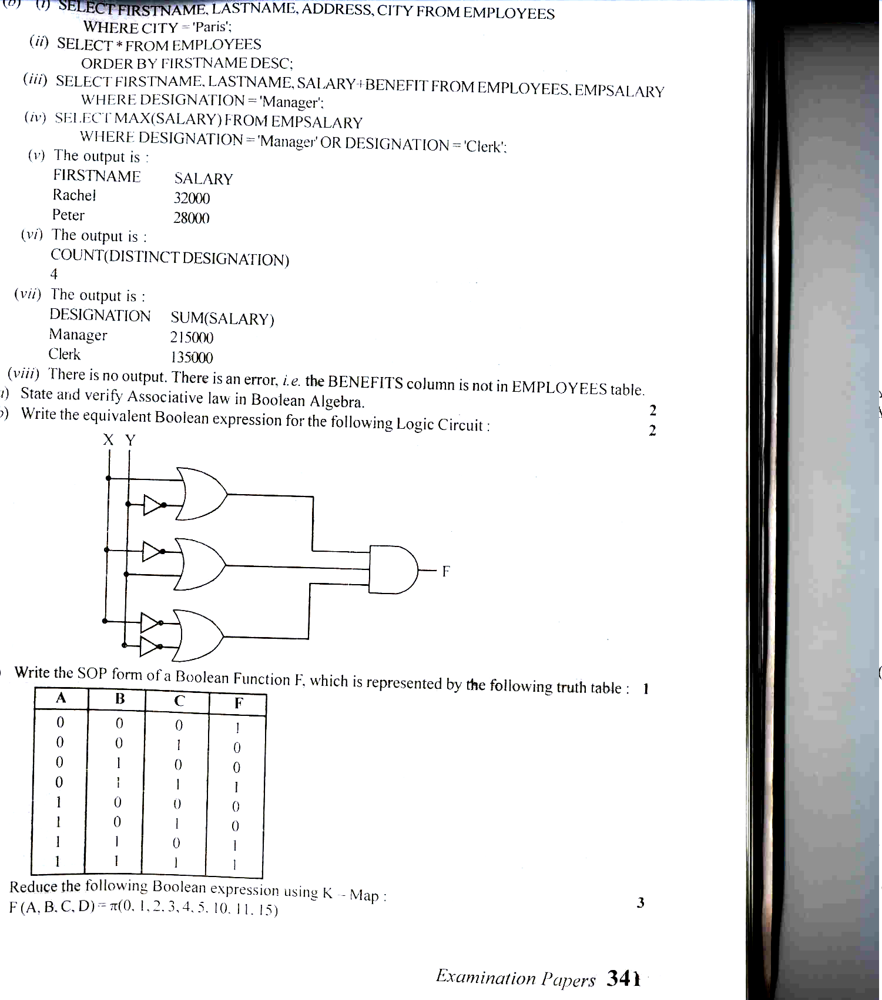 (b) (i) SELECT FIRSTNAME, LASTNAME, ADDRESS, CITY FROM EMPLOYEES
WHERE CITY = 'Paris';
(ii) SELECT * FROM EMPLOYEES
ORDER BY FIRSTNAME DESC;
(iii) SELECT FIRSTNAME, LASTNAME, SALARY+BENEFIT FROM EMPLOYEES, EMPSALARY
WHERE DESIGNATION = 'Manager';
(iv) SELECT MAX(SALARY) FROM EMPSALARY
WHERE DESIGNATION = 'Manager' OR DESIGNATION = 'Clerk';
(v) The output is :
FIRSTNAME SALARY
Rachel 32000
Peter 28000
(vi) The output is :
COUNT(DISTINCT DESIGNATION)
4
(vii) The output is :
DESIGNATION SUM(SALARY)
Manager 215000
Clerk 135000
(viii) There is no output. There is an error, i.e. the BENEFITS column is not in EMPLOYEES table.
) State and verify Associative law in Boolean Algebra. 2
) Write the equivalent Boolean expression for the following Logic Circuit : 2
X Y
F
Write the SOP form of a Boolean Function F, which is represented by the following truth table : 1
A B C F
0 0 0 1
0 0 1 0
0 1 0 0
0 1 1 1
1 0 0 0
1 0 1 0
1 1 0 1
1 1 1 1
Reduce the following Boolean expression using K – Map :
F (A, B, C, D) = π(0, 1, 2, 3, 4, 5, 10, 11, 15) 3
Examination Papers 341